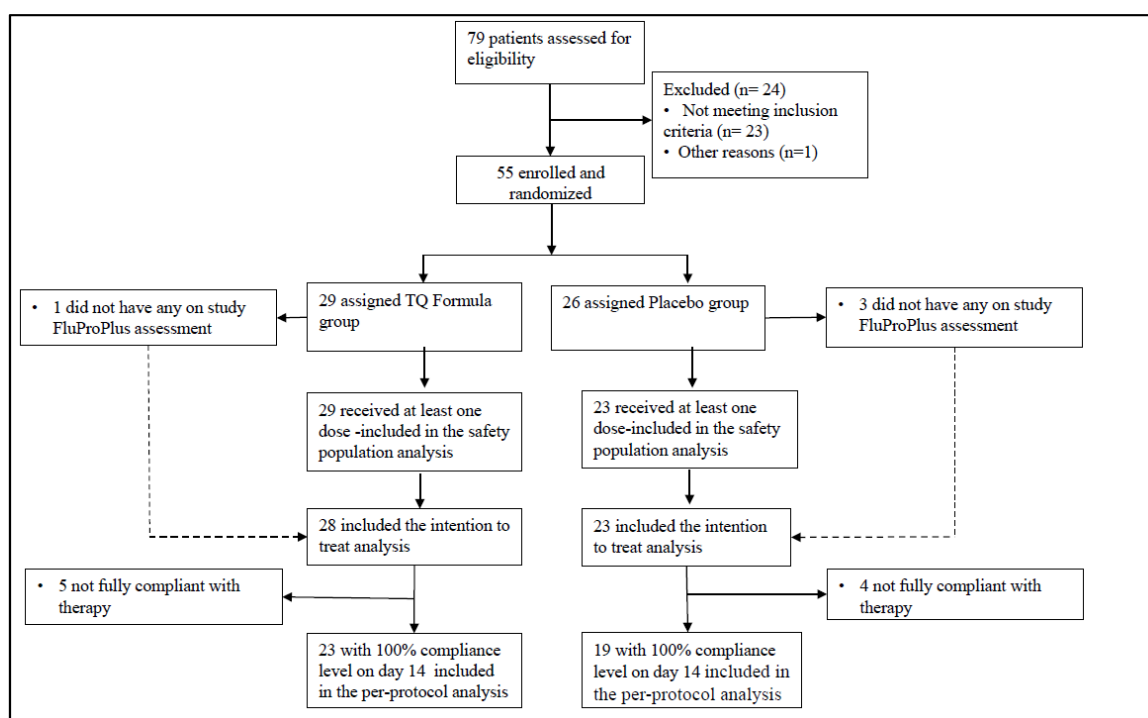 79 patients assessed for
eligibility
Excluded (n= 24)
• Not meeting inclusion
criteria (n= 23)
• Other reasons (n=1)
55 enrolled and
randomized
• 1 did not have any on study
FluProPlus assessment
29 assigned TQ Formula
group
26 assigned Placebo group
• 3 did not have any on study
FluProPlus assessment
29 received at least one
dose -included in the safety
population analysis
23 received at least one
dose-included in the safety
population analysis
28 included the intention to
treat analysis
23 included the intention
to treat analysis
• 5 not fully compliant with
therapy
• 4 not fully compliant with
therapy
23 with 100% compliance
level on day 14 included
in the per-protocol analysis
19 with 100% compliance
level on day 14 included in
the per-protocol analysis